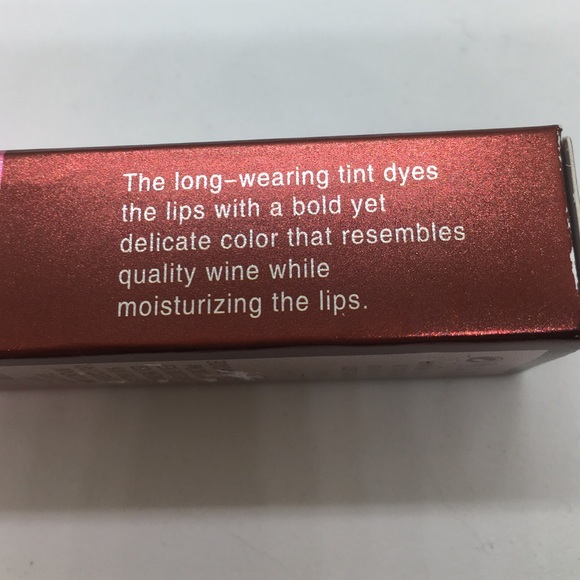 The long-wearing tint dyes
the lips with a bold yet
delicate color that resembles
quality wine while
moisturizing the lips.